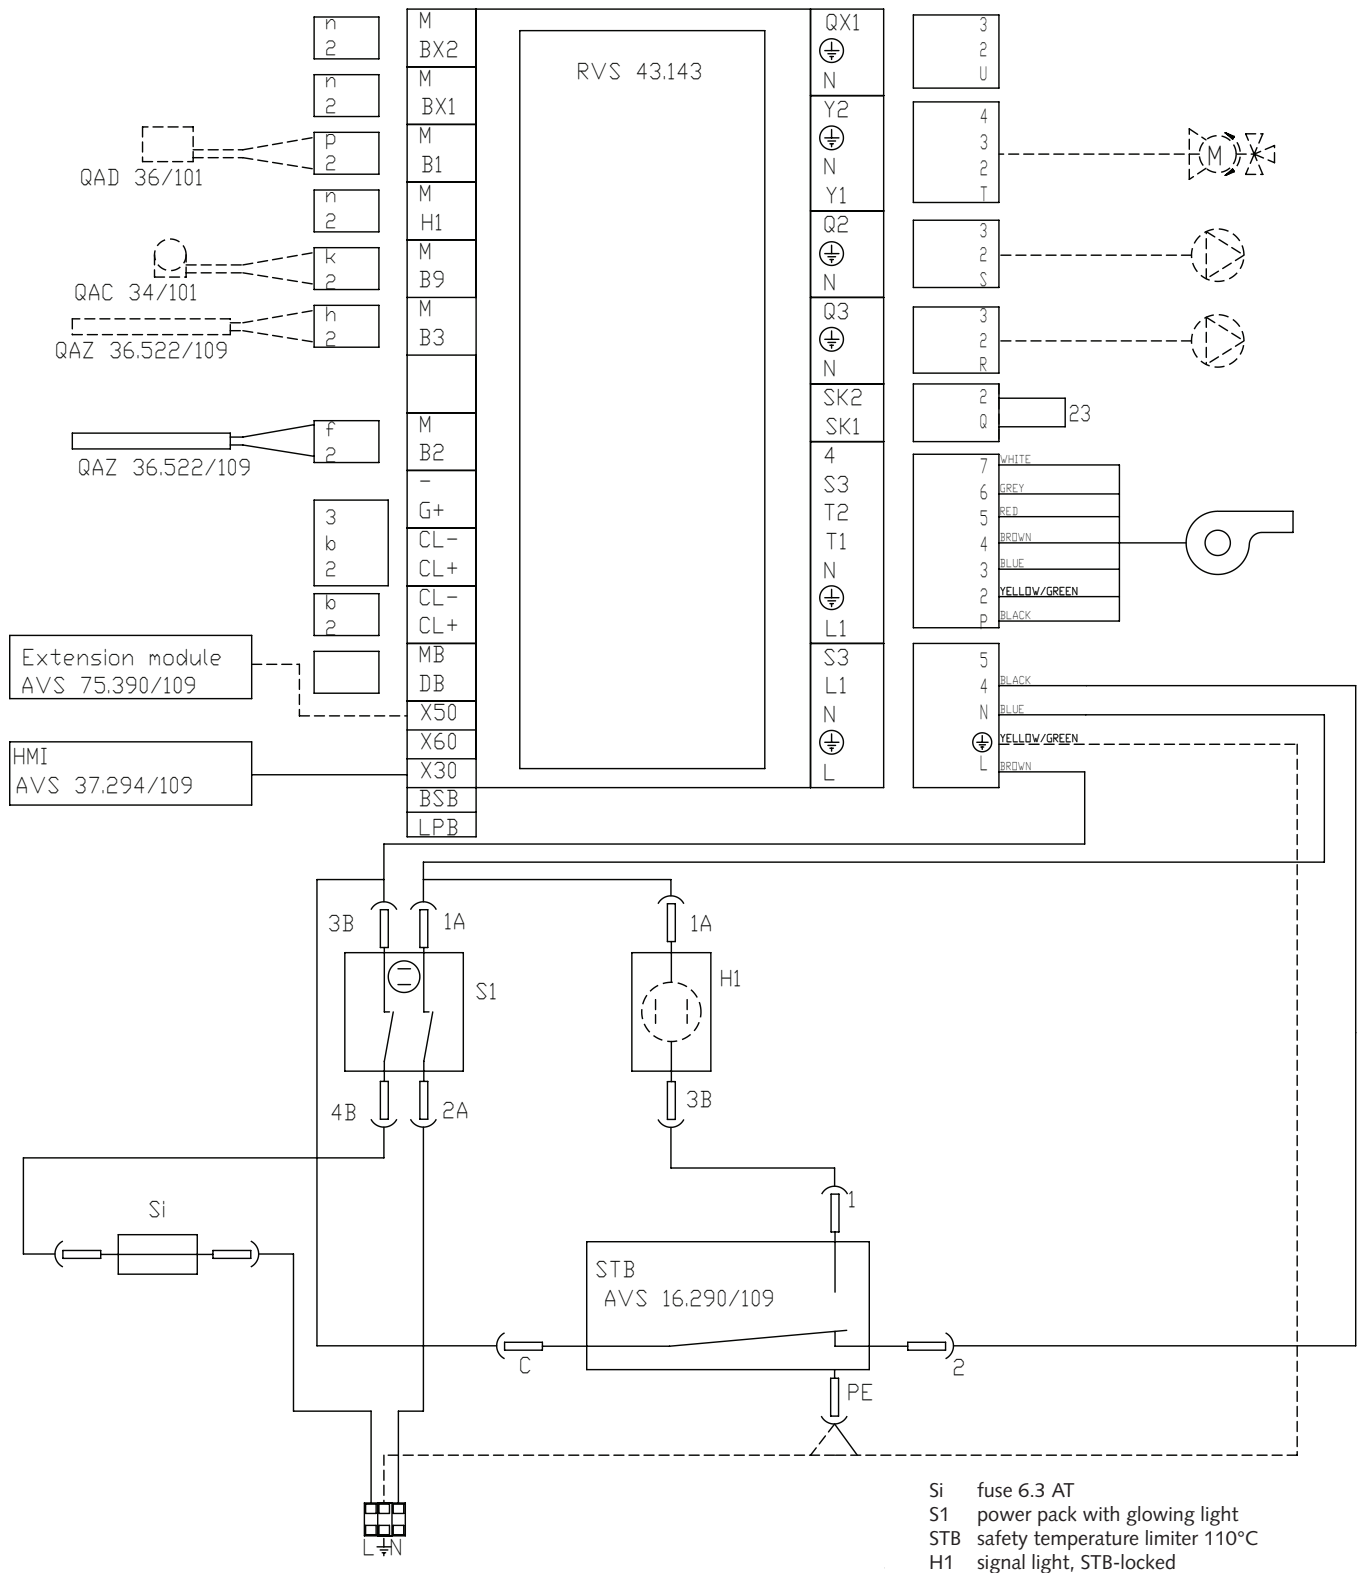 n
2
M
BX2
n
2
M
BX1
p
2
M
B1
QAD 36/101
n
2
M
H1
k
2
M
B9
QAC 34/101
h
2
M
B3
QAZ 36.522/109
f
2
M
B2
QAZ 36.522/109
-
G+
3
b
2
CL-
CL+
b
2
CL-
CL+
Extension module
AVS 75.390/109
MB
DB
X50
X60
HMI
AVS 37.294/109
X30
BSB
LPB
RVS 43.143
QX1
N
3
2
U
Y2
N
Y1
4
3
2
T
M
Q2
N
3
2
S
Q3
N
3
2
R
SK2
SK1
2
Q
23
4
S3
T2
T1
N
L1
7 WHITE
6 GREY
5 RED
4 BROWN
3 BLUE
2 YELLOW/GREEN
P BLACK
S3
L1
N
L
5
4 BLACK
N BLUE
YELLOW/GREEN
L BROWN
3B
1A
S1
4B
2A
1A
H1
3B
Si
1
STB
AVS 16.290/109
C
2
PE
L N
Si fuse 6.3 AT
S1 power pack with glowing light
STB safety temperature limiter 110°C
H1 signal light, STB-locked